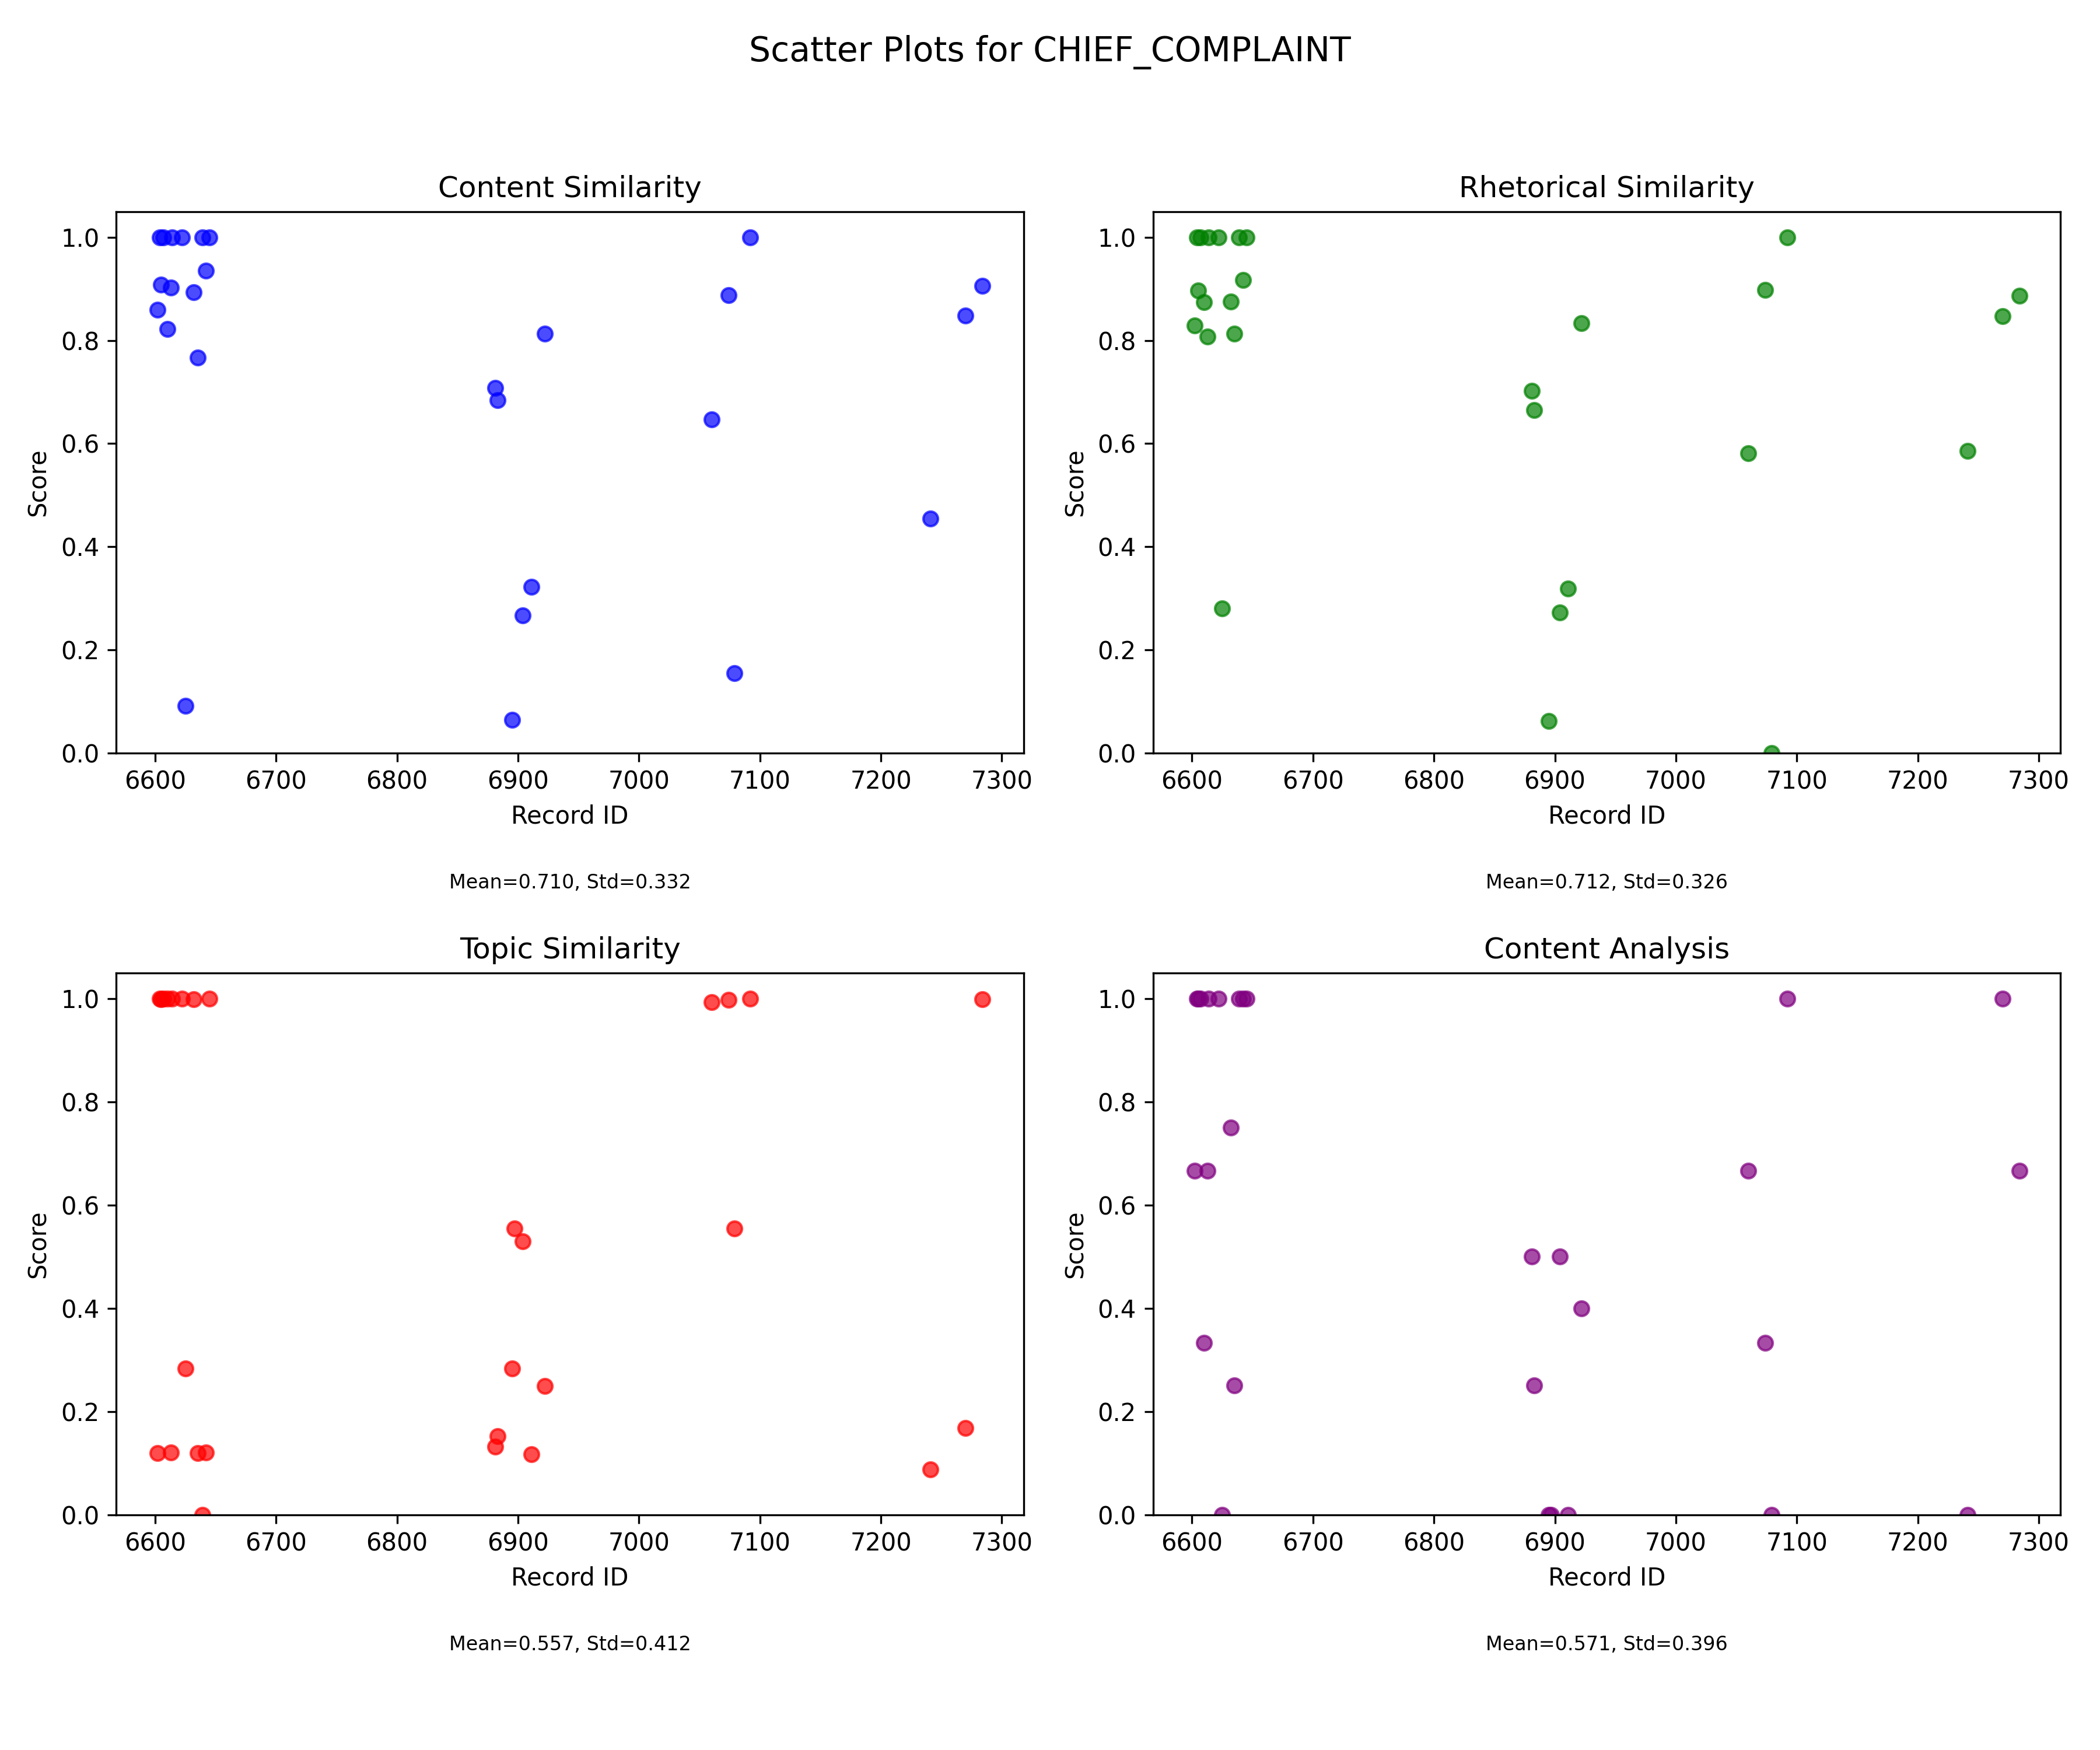 Scatter Plots for CHIEF_COMPLAINT
Content Similarity
1.0
0.8
0.6
0.4
0.2
0.0
Score
6600 6700 6800 6900 7000 7100 7200 7300
Record ID
Mean=0.710, Std=0.332
Rhetorical Similarity
1.0
0.8
0.6
0.4
0.2
0.0
Score
6600 6700 6800 6900 7000 7100 7200 7300
Record ID
Mean=0.712, Std=0.326
Topic Similarity
1.0
0.8
0.6
0.4
0.2
0.0
Score
6600 6700 6800 6900 7000 7100 7200 7300
Record ID
Mean=0.557, Std=0.412
Content Analysis
1.0
0.8
0.6
0.4
0.2
0.0
Score
6600 6700 6800 6900 7000 7100 7200 7300
Record ID
Mean=0.571, Std=0.396